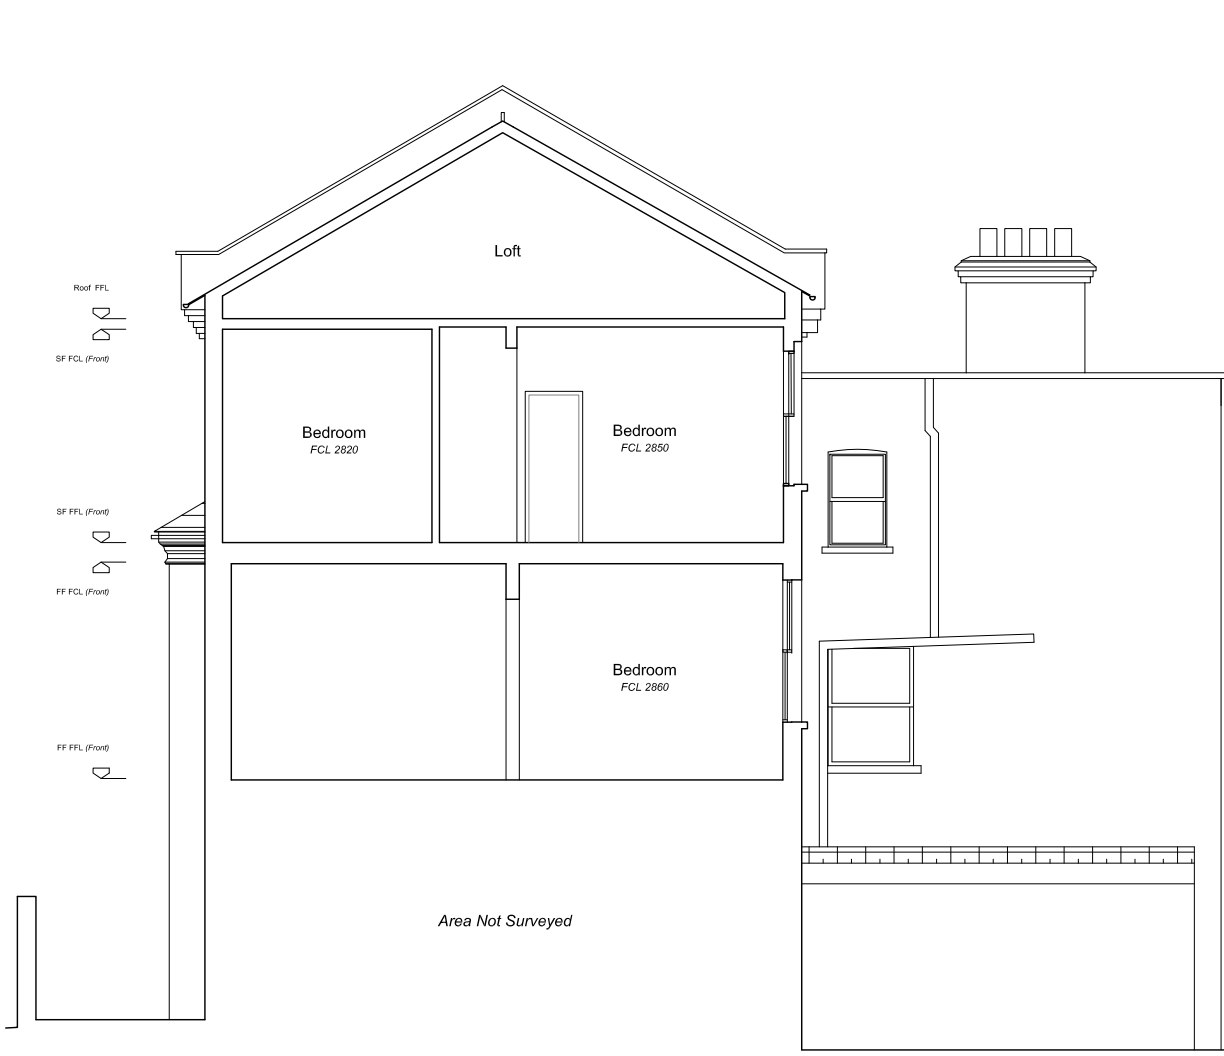 Loft
Roof FFL
SF FCL (Front)
Bedroom
FCL 2820
Bedroom
FCL 2850
SF FFL (Front)
FF FCL (Front)
Bedroom
FCL 2860
FF FFL (Front)
Area Not Surveyed